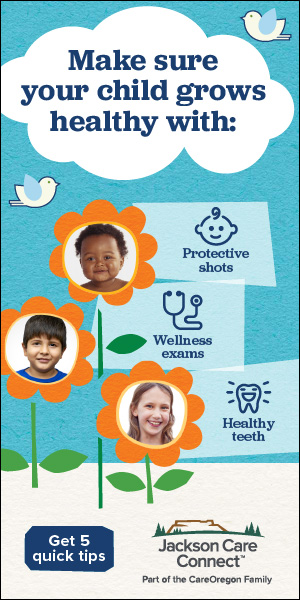 Make sure
your child grows
healthy with:
Protective
shots
Wellness
exams
Healthy
teeth
Get 5
quick tips
Jackson Care
Connect™
Part of the CareOregon Family